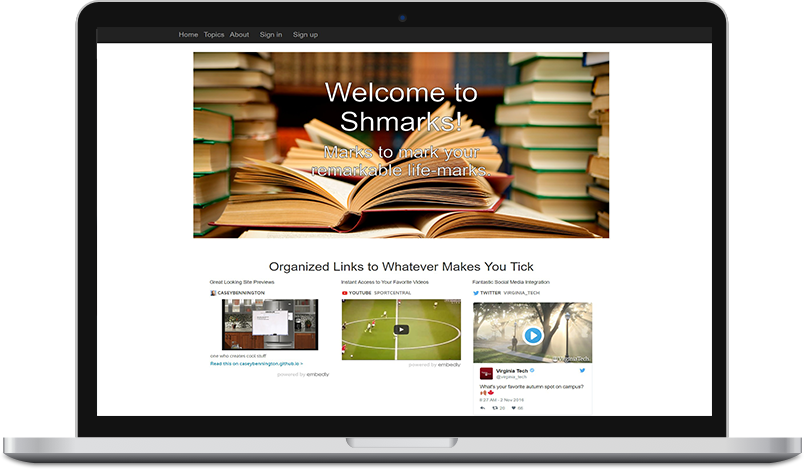 Home Topics About Sign in Sign up
Welcome to
Shmarks!
Marks to mark your
remarkable life-marks.
Organized Links to Whatever Makes You Tick
Great Looking Site Previews
CASEYBENNINGTON
one who creates cool stuff
Read this on caseybennington.github.io >
powered by embedly
Instant Access to Your Favorite Videos
YOUTUBE SPORTCENTRAL
powered by embedly
Fantastic Social Media Integration
TWITTER VIRGINIA_TECH
VirginiaTech
Virginia Tech
@virginia_tech
What's your favorite autumn spot on campus?
8:27 AM - 2 Nov 2016